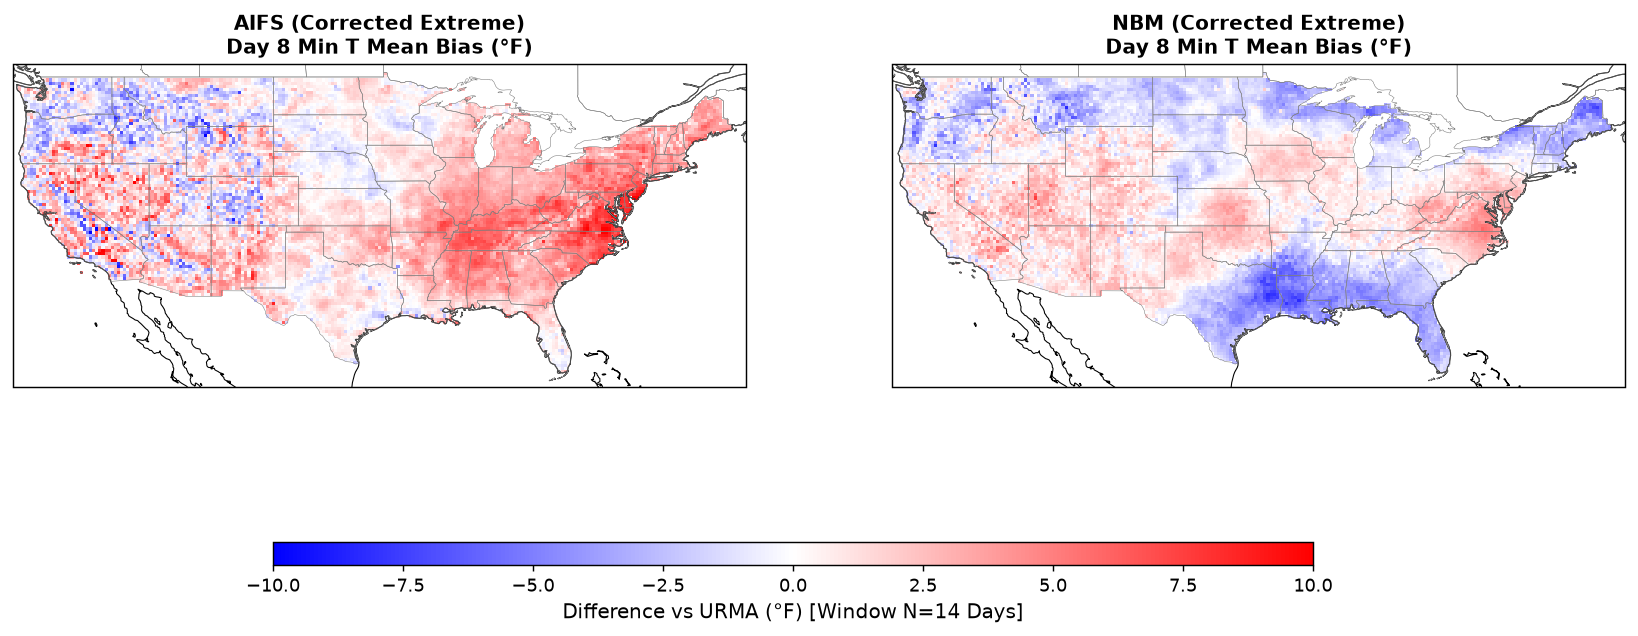 AIFS (Corrected Extreme)
Day 8 Min T Mean Bias (°F)
NBM (Corrected Extreme)
Day 8 Min T Mean Bias (°F)
−10.0 −7.5 −5.0 −2.5 0.0 2.5 5.0 7.5 10.0
Difference vs URMA (°F) [Window N=14 Days]